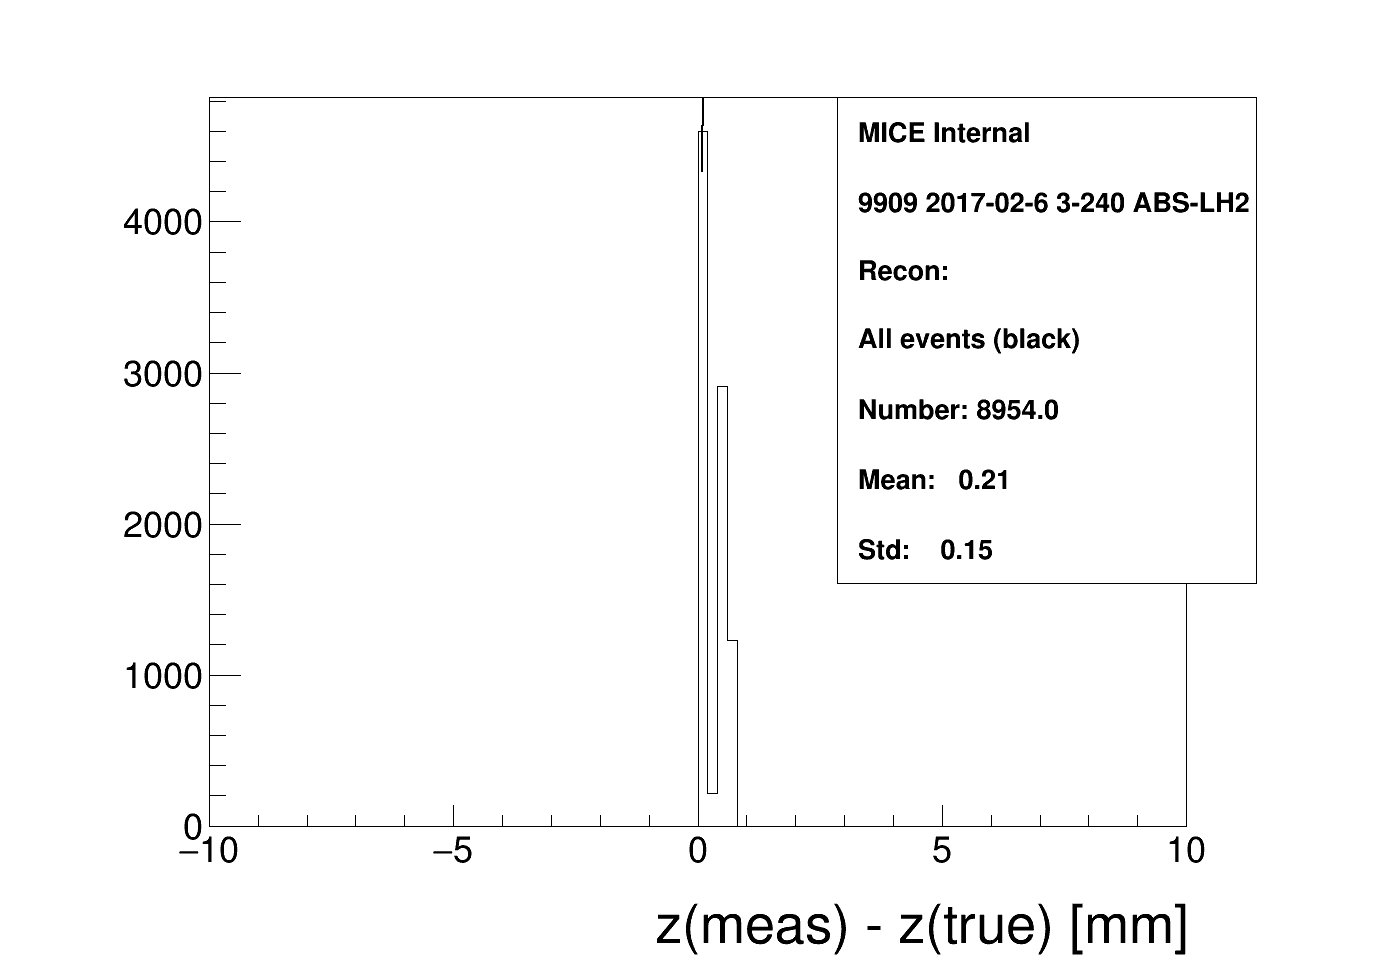 MICE Internal
9909 2017-02-6 3-240 ABS-LH2
Recon:
All events (black)
Number: 8954.0
Mean: 0.21
Std: 0.15
4000
3000
2000
1000
0
−10 −5 0 5 10
z(meas) - z(true) [mm]